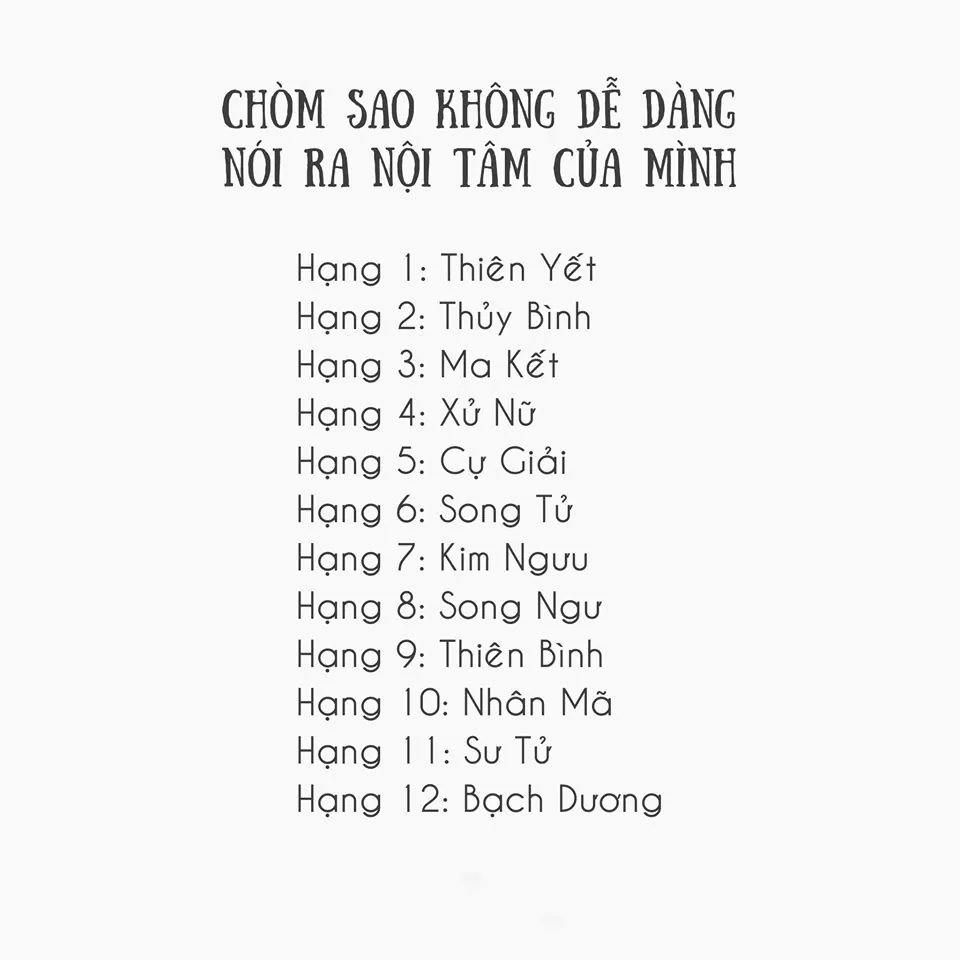 CHÒM SAO KHÔNG DỄ DÀNG
NÓI RA NỘI TÂM CỦA MÌNH
Hạng 1: Thiên Yết
Hạng 2: Thủy Bình
Hạng 3: Ma Kết
Hạng 4: Xử Nữ
Hạng 5: Cự Giải
Hạng 6: Song Tử
Hạng 7: Kim Ngưu
Hạng 8: Song Ngư
Hạng 9: Thiên Bình
Hạng 10: Nhân Mã
Hạng 11: Sư Tử
Hạng 12: Bạch Dương